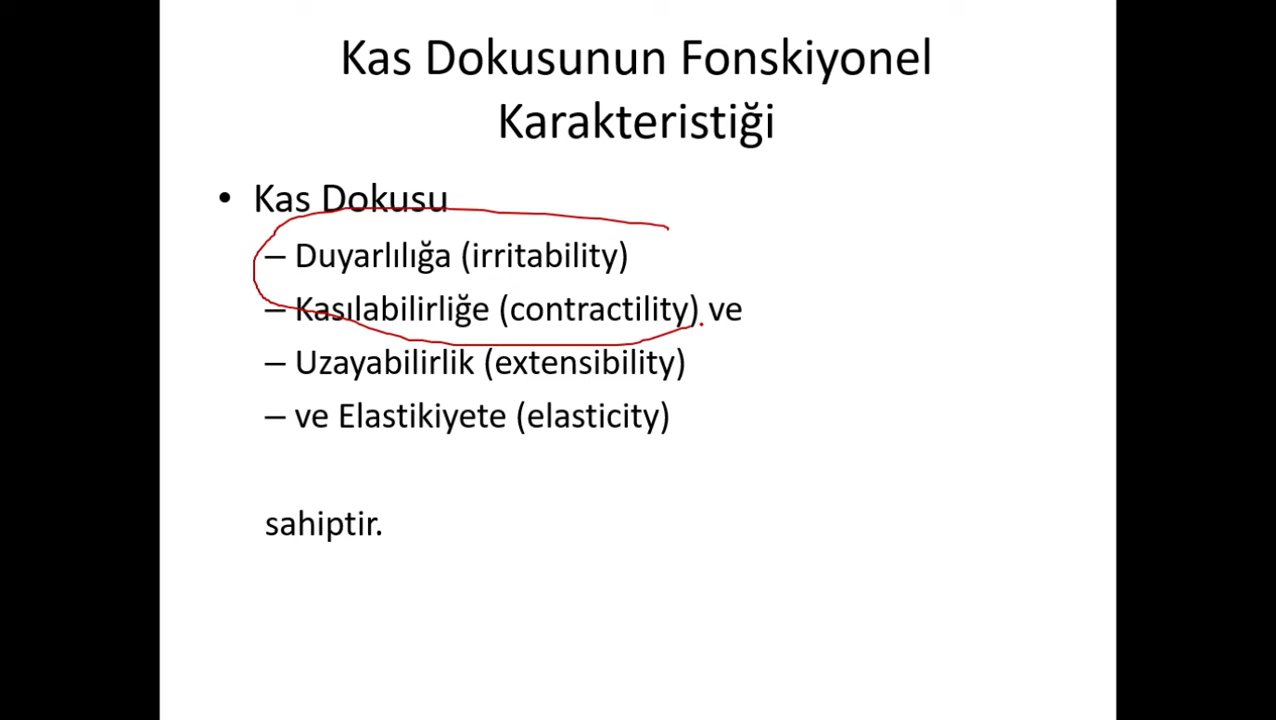 Kas Dokusunun Fonskiyonel
Karakteristiği
• Kas Dokusu
– Duyarlılığa (irritability)
– Kasılabilirliğe (contractility) ve
– Uzayabilirlik (extensibility)
– ve Elastikiyete (elasticity)
sahiptir.